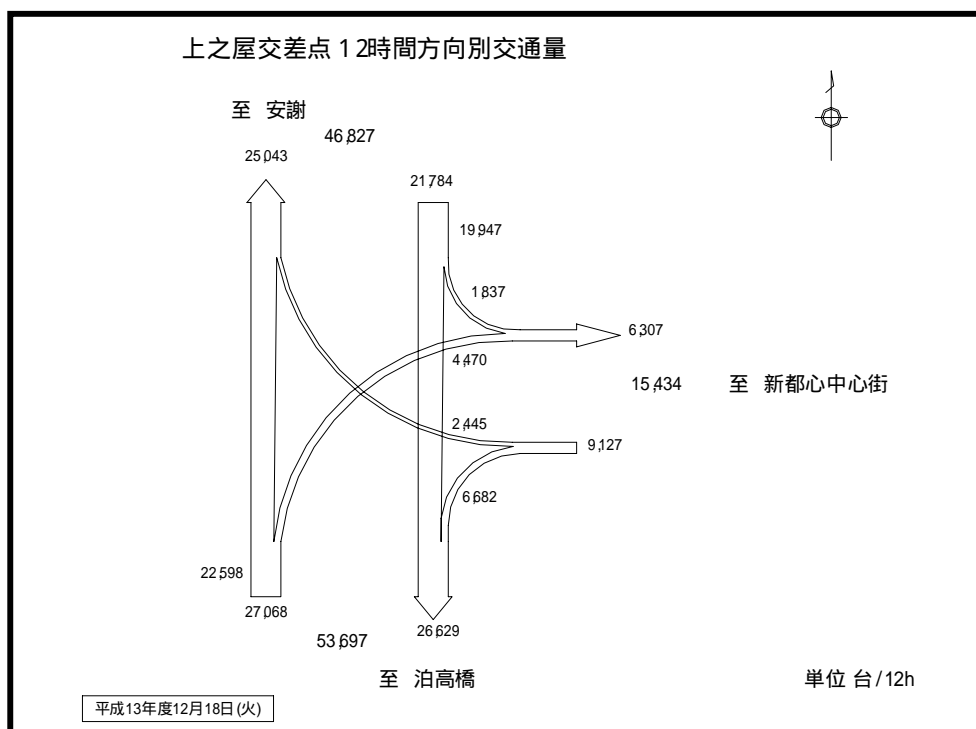 上之屋交差点 12時間方向別交通量
至 安謝
46,827
25,043
21,784
19,947
1,837
6,307
4,470
15,434 至 新都心中心街
2,445
9,127
6,682
22,598
27,068
26,629
53,697
至 泊高橋
単位 台/12h
平成13年度12月18日(火)